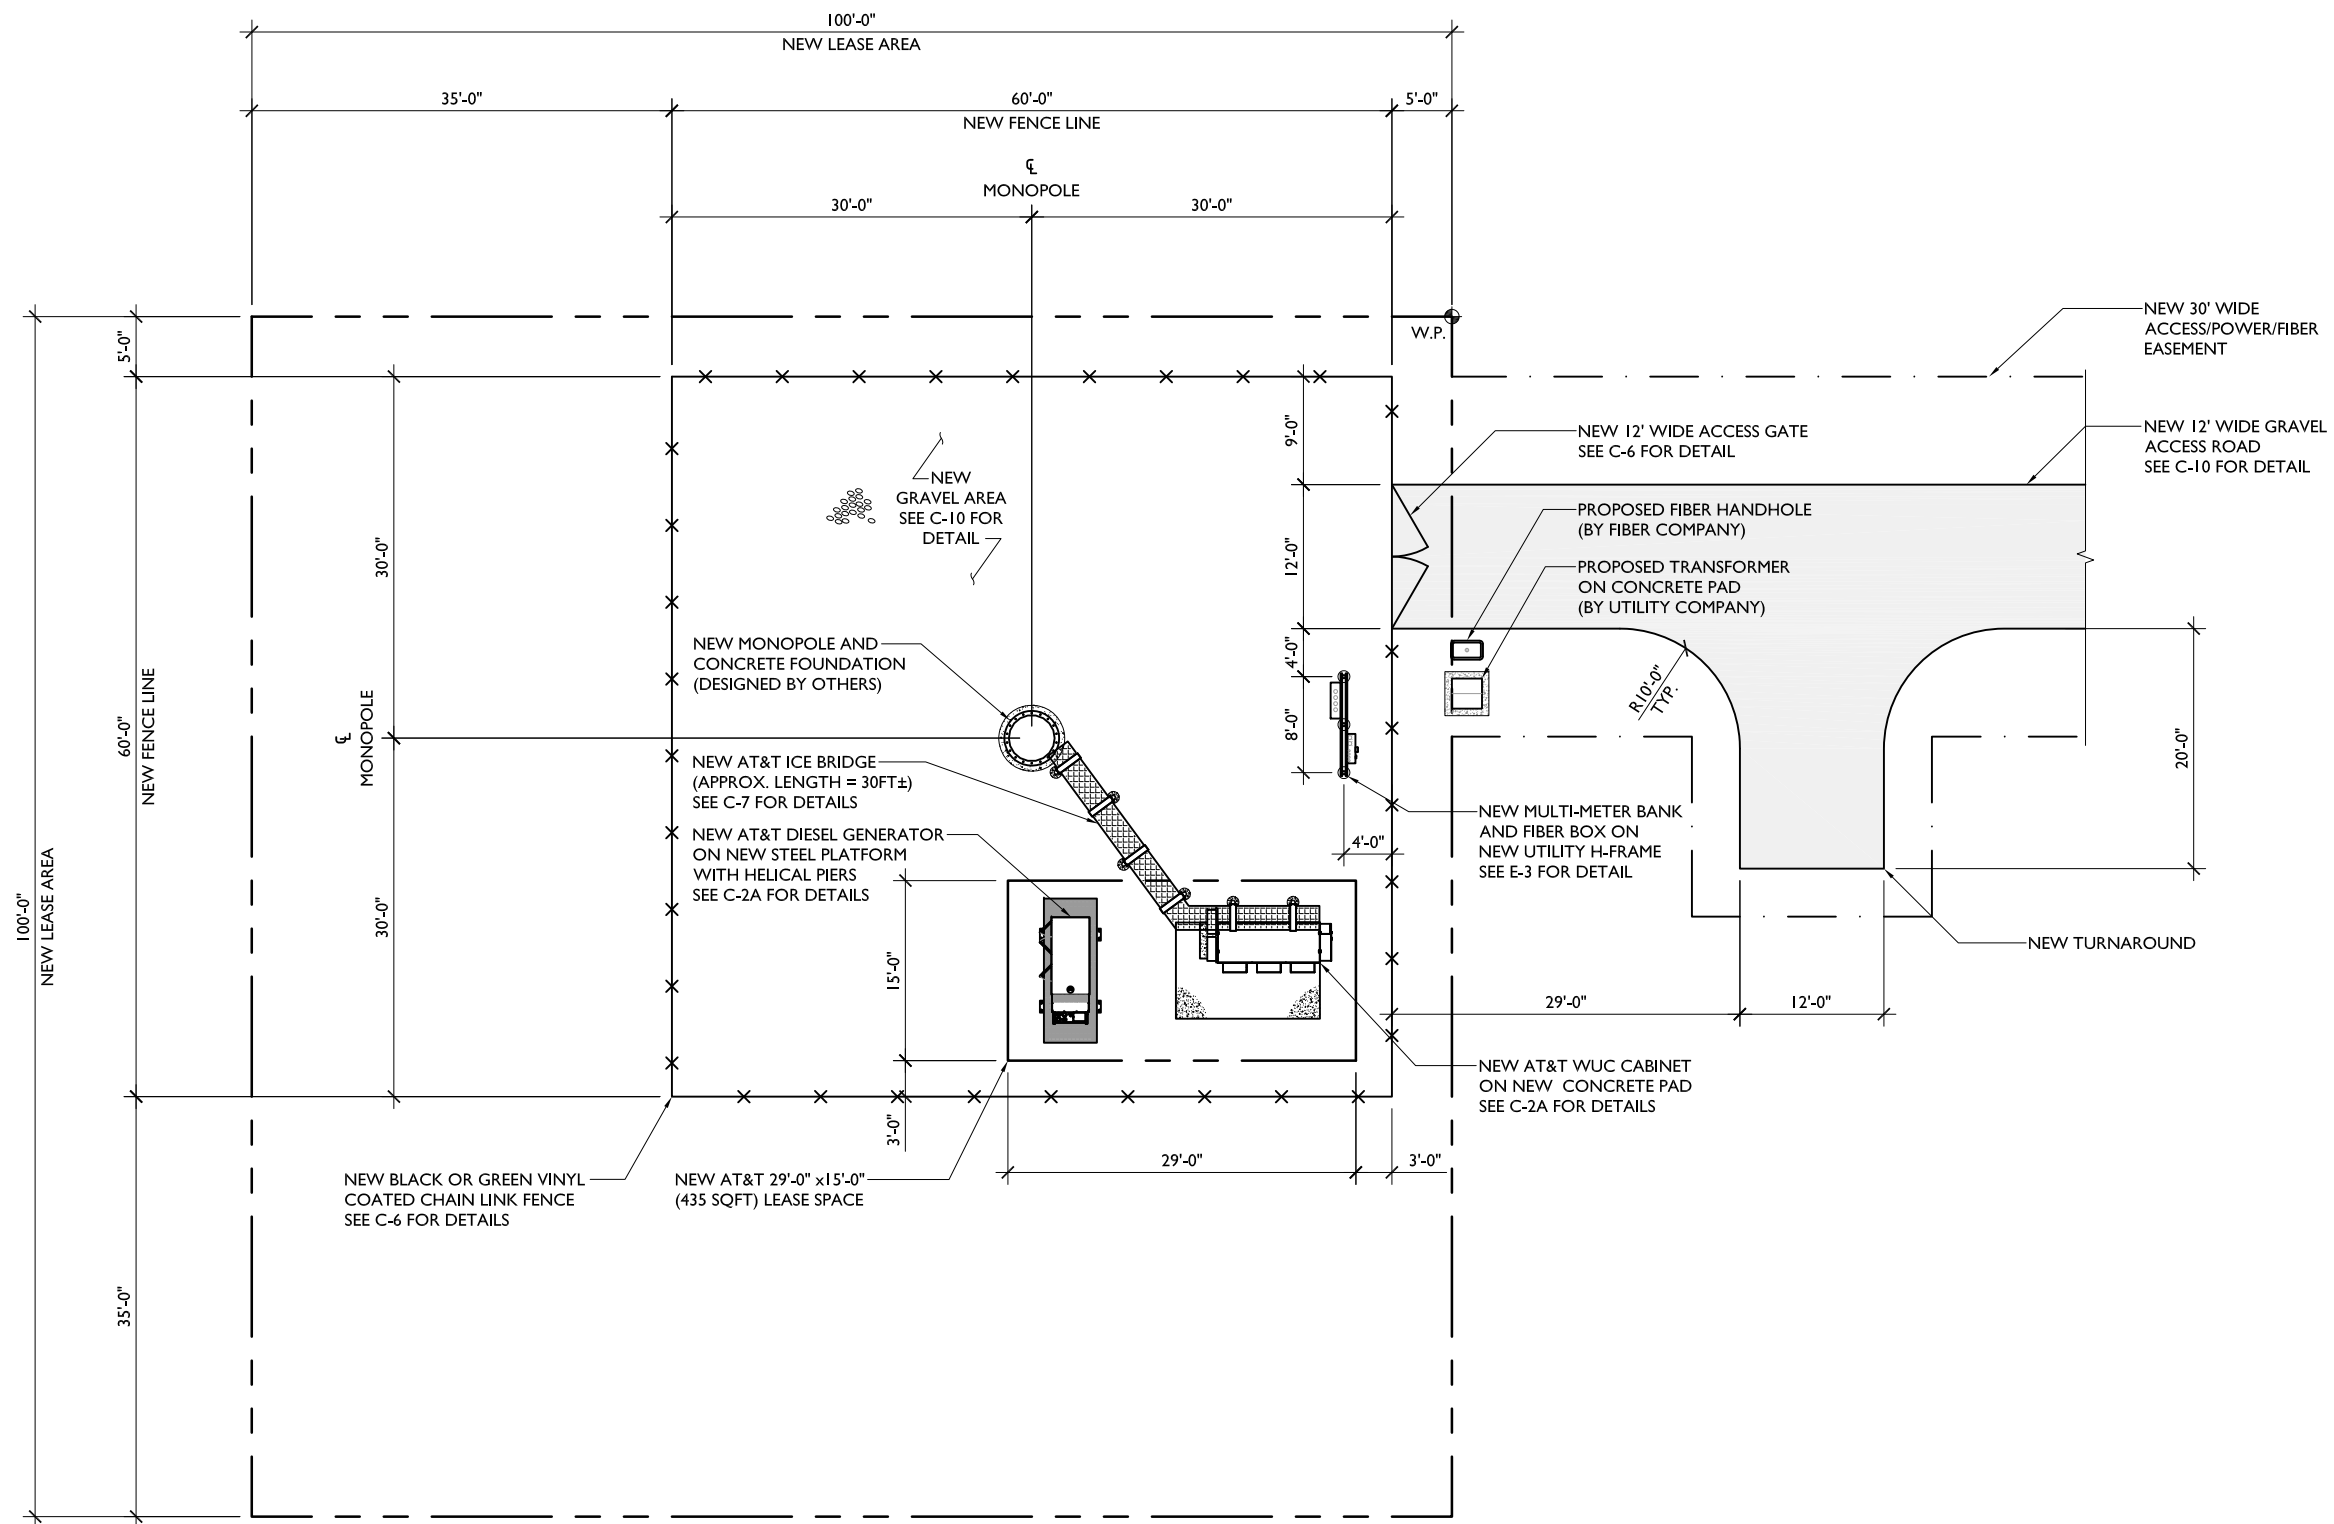 100'-0"
NEW LEASE AREA
35'-0"
60'-0"
5'-0"
NEW FENCE LINE
℄
MONOPOLE
30'-0"
30'-0"
W.P.
NEW 30' WIDE
ACCESS/POWER/FIBER
EASEMENT
5'-0"
9'-0"
NEW 12' WIDE ACCESS GATE
SEE C-6 FOR DETAIL
NEW 12' WIDE GRAVEL
ACCESS ROAD
SEE C-10 FOR DETAIL
NEW
GRAVEL AREA
SEE C-10 FOR
DETAIL
PROPOSED FIBER HANDHOLE
(BY FIBER COMPANY)
30'-0"
12'-0"
PROPOSED TRANSFORMER
ON CONCRETE PAD
(BY UTILITY COMPANY)
NEW MONOPOLE AND
CONCRETE FOUNDATION
(DESIGNED BY OTHERS)
4'-0"
R10'-0"
TYP.
8'-0"
60'-0"
NEW FENCE LINE
℄
MONOPOLE
20'-0"
NEW AT&T ICE BRIDGE
(APPROX. LENGTH = 30FT±)
SEE C-7 FOR DETAILS
NEW MULTI-METER BANK
AND FIBER BOX ON
NEW UTILITY H-FRAME
SEE E-3 FOR DETAIL
4'-0"
NEW AT&T DIESEL GENERATOR
ON NEW STEEL PLATFORM
WITH HELICAL PIERS
SEE C-2A FOR DETAILS
100'-0"
NEW LEASE AREA
30'-0"
NEW TURNAROUND
15'-0"
29'-0"
12'-0"
NEW AT&T WUC CABINET
ON NEW CONCRETE PAD
SEE C-2A FOR DETAILS
3'-0"
29'-0"
3'-0"
NEW BLACK OR GREEN VINYL
COATED CHAIN LINK FENCE
SEE C-6 FOR DETAILS
NEW AT&T 29'-0" x15'-0"
(435 SQFT) LEASE SPACE
35'-0"